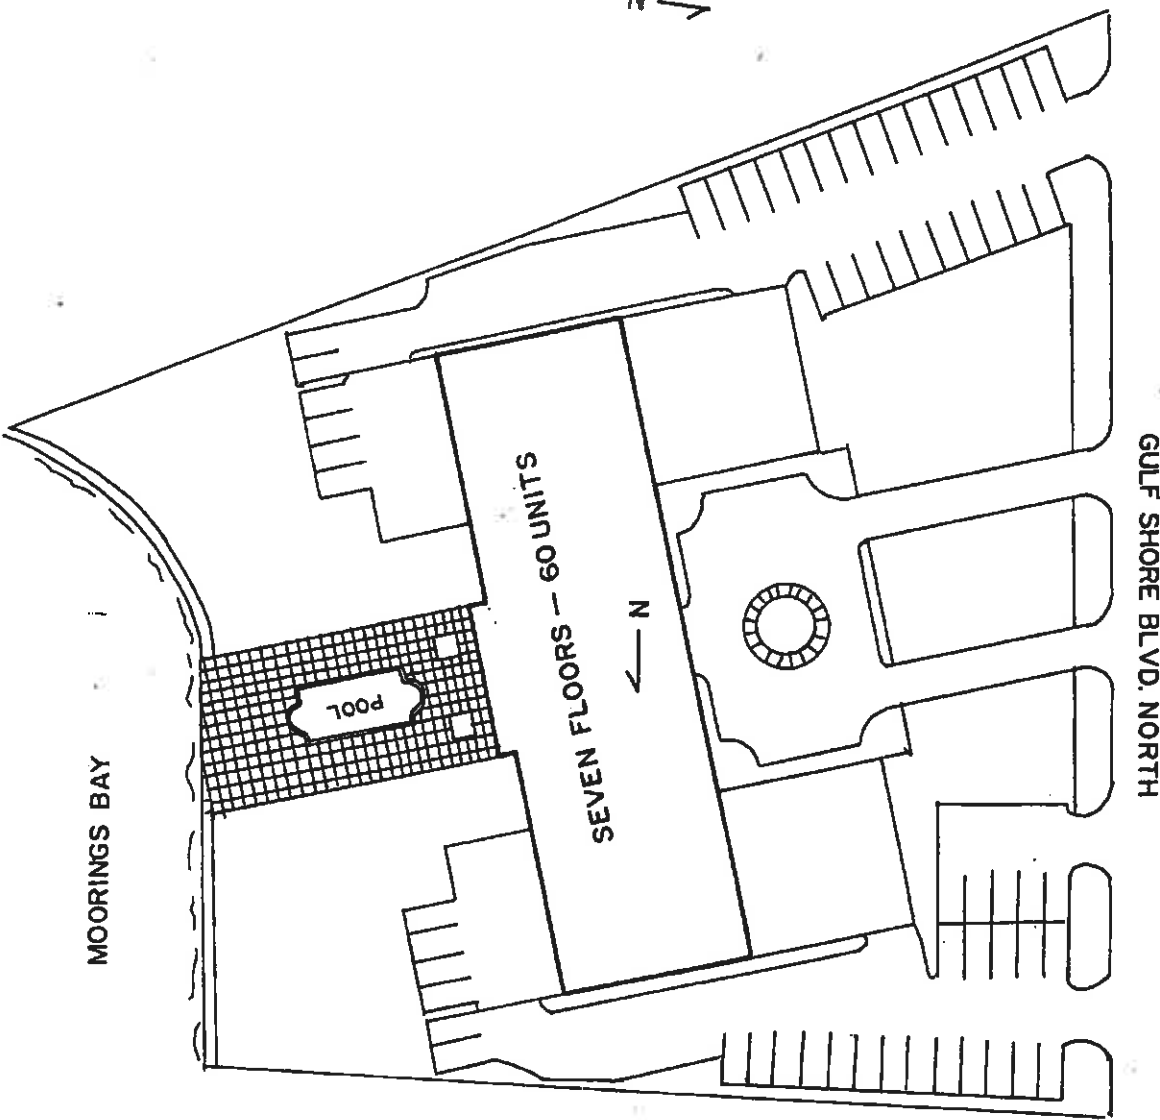 GULF SHORE BLVD. NORTH
SEVEN FLOORS — 60 UNITS
N
POOL
MOORINGS BAY